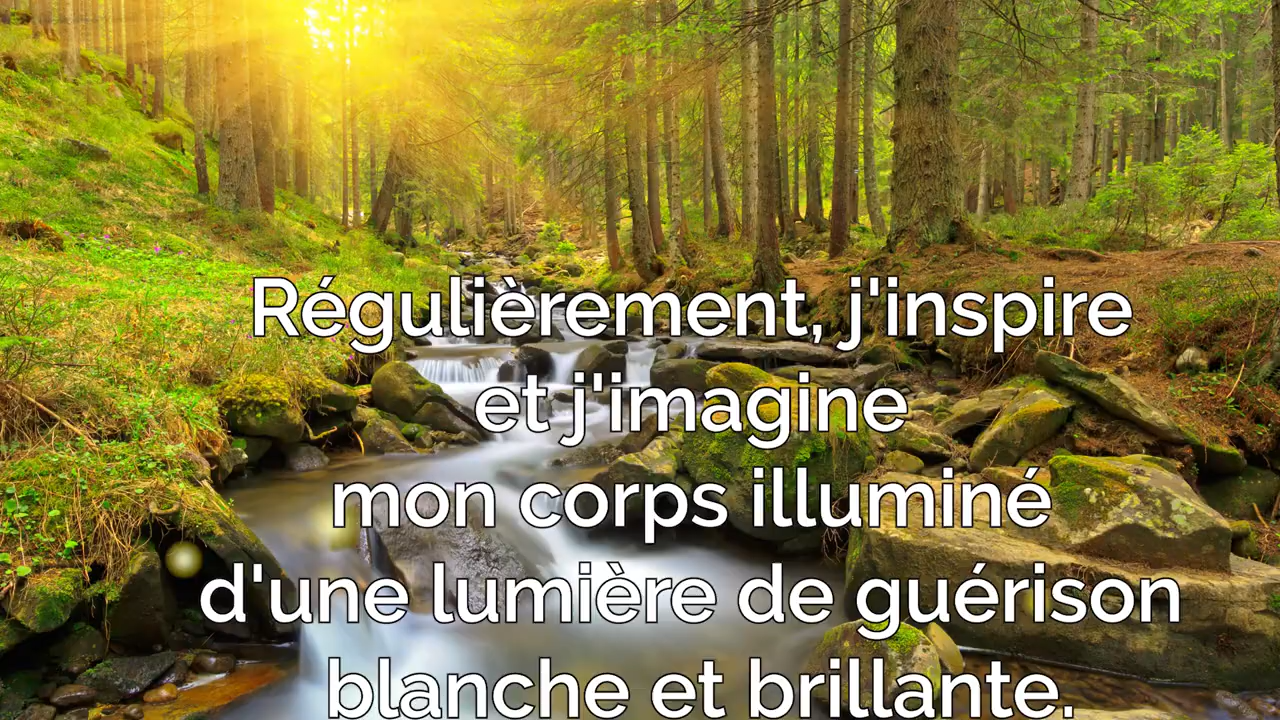 Régulièrement, j'inspire
et j'imagine
mon corps illuminé
d'une lumière de guérison
blanche et brillante.